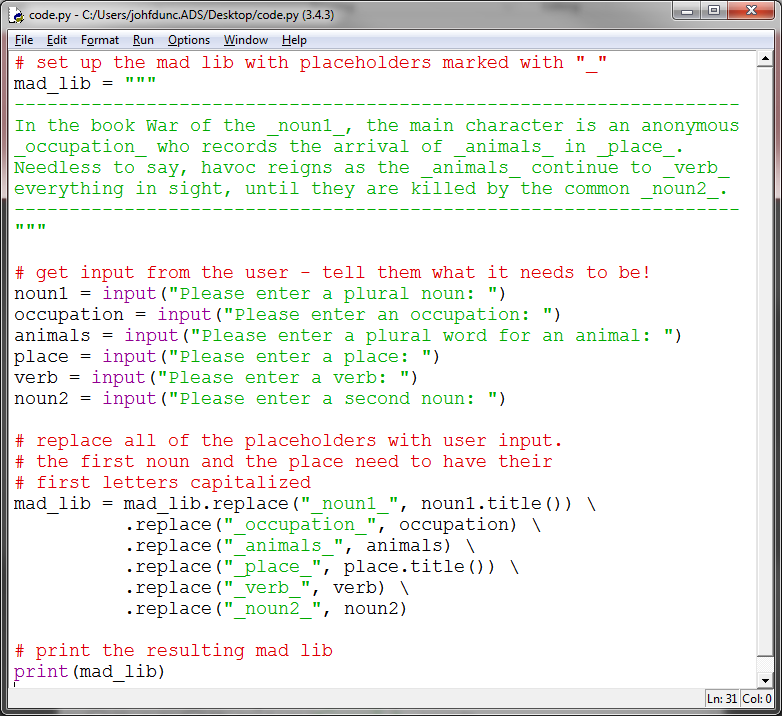 code.py - C:/Users/johfdunc.ADS/Desktop/code.py (3.4.3)
File Edit Format Run Options Window Help
# set up the mad lib with placeholders marked with "_"
mad_lib = """
------------------------------------------------------------------
In the book War of the _noun1_, the main character is an anonymous
_occupation_ who records the arrival of _animals_ in _place_.
Needless to say, havoc reigns as the _animals_ continue to _verb_
everything in sight, until they are killed by the common _noun2_.
------------------------------------------------------------------
"""

# get input from the user - tell them what it needs to be!
noun1 = input("Please enter a plural noun: ")
occupation = input("Please enter an occupation: ")
animals = input("Please enter a plural word for an animal: ")
place = input("Please enter a place: ")
verb = input("Please enter a verb: ")
noun2 = input("Please enter a second noun: ")

# replace all of the placeholders with user input.
# the first noun and the place need to have their
# first letters capitalized
mad_lib = mad_lib.replace("_noun1_", noun1.title()) \
          .replace("_occupation_", occupation) \
          .replace("_animals_", animals) \
          .replace("_place_", place.title()) \
          .replace("_verb_", verb) \
          .replace("_noun2_", noun2)

# print the resulting mad lib
print(mad_lib)
Ln: 31 Col: 0